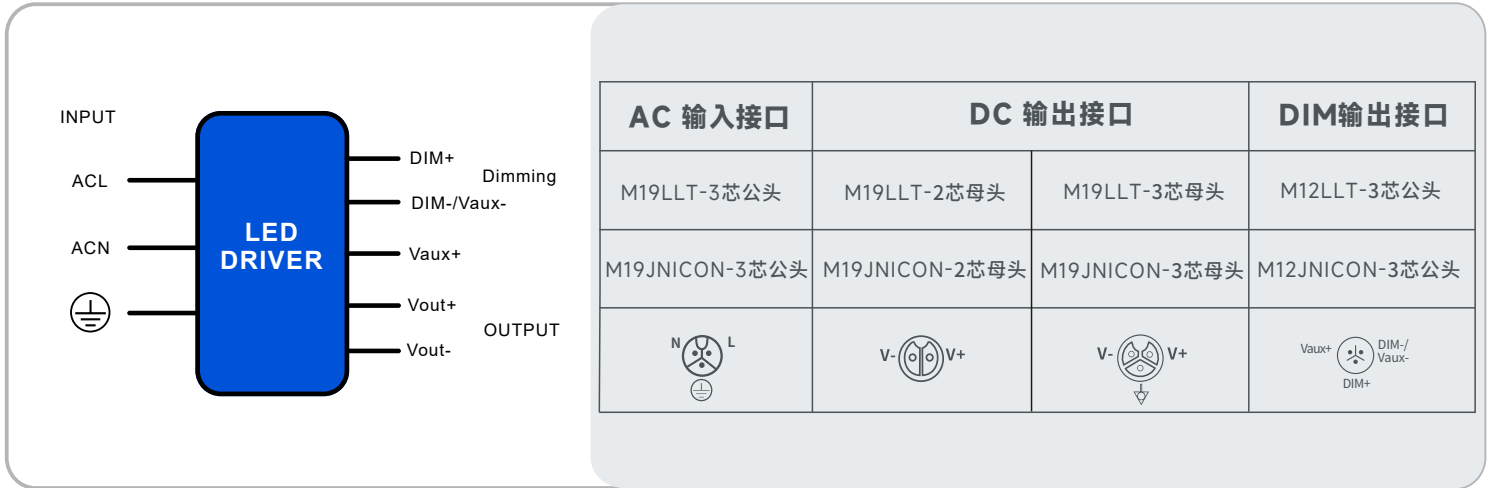 INPUT
ACL
ACN
LED
DRIVER
DIM+
Dimming
DIM-/Vaux-
Vaux+
Vout+
OUTPUT
Vout-
AC 输入接口 DC 输出接口 DIM输出接口
M19LLT-3芯公头 M19LLT-2芯母头 M19LLT-3芯母头 M12LLT-3芯公头
M19JNICON-3芯公头 M19JNICON-2芯母头 M19JNICON-3芯母头 M12JNICON-3芯公头
N L
V- V+
V- V+
Vaux+ DIM-/
Vaux-
DIM+